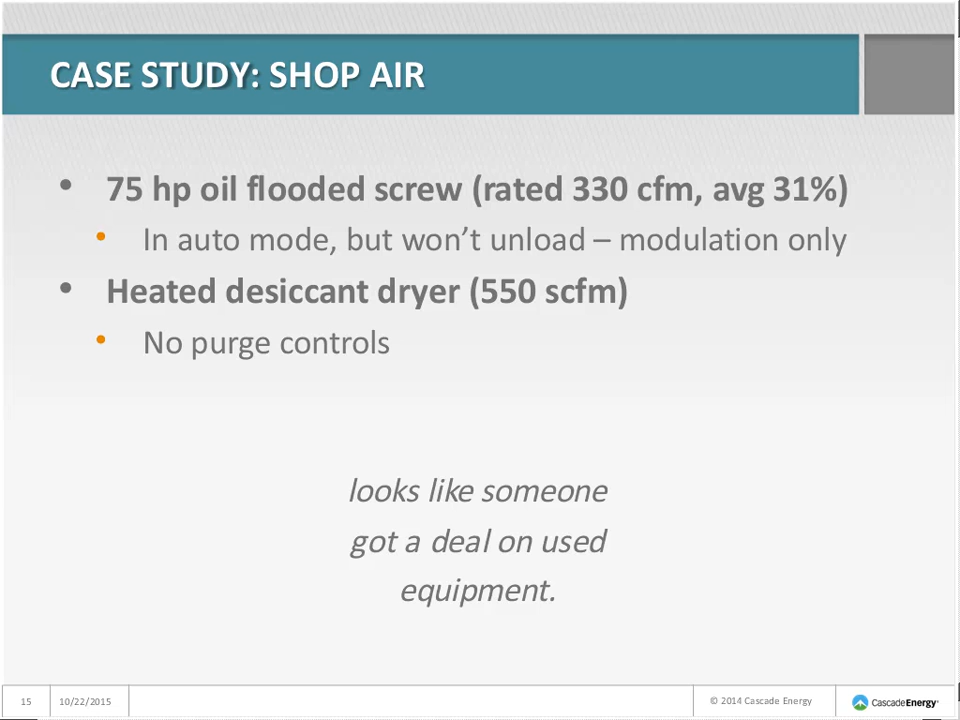 CASE STUDY: SHOP AIR
• 75 hp oil flooded screw (rated 330 cfm, avg 31%)
• In auto mode, but won’t unload – modulation only
• Heated desiccant dryer (550 scfm)
• No purge controls
looks like someone
got a deal on used
equipment.
15
10/22/2015
© 2014 Cascade Energy
CascadeEnergy